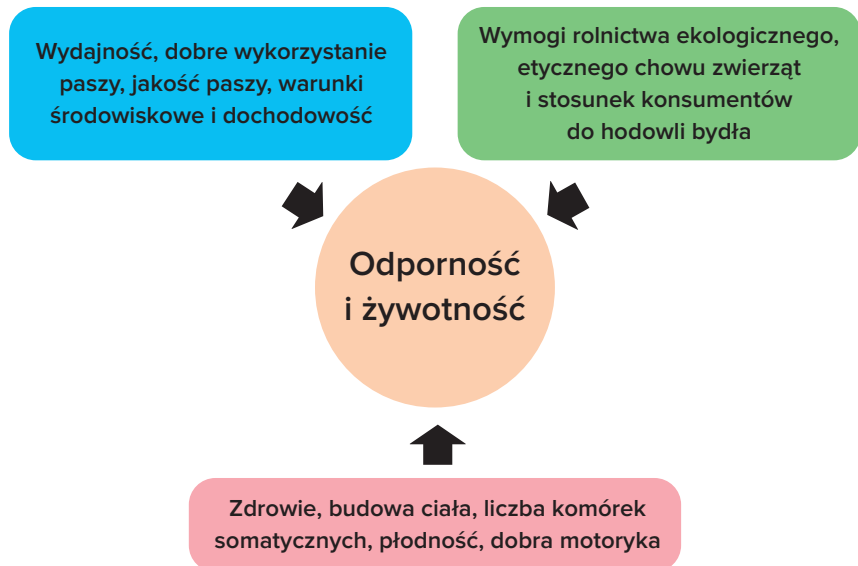 Wydajność, dobre wykorzystanie
paszy, jakość paszy, warunki
środowiskowe i dochodowość
Wymogi rolnictwa ekologicznego,
etycznego chowu zwierząt
i stosunek konsumentów
do hodowli bydła
Odporność
i żywotność
Zdrowie, budowa ciała, liczba komórek
somatycznych, płodność, dobra motoryka